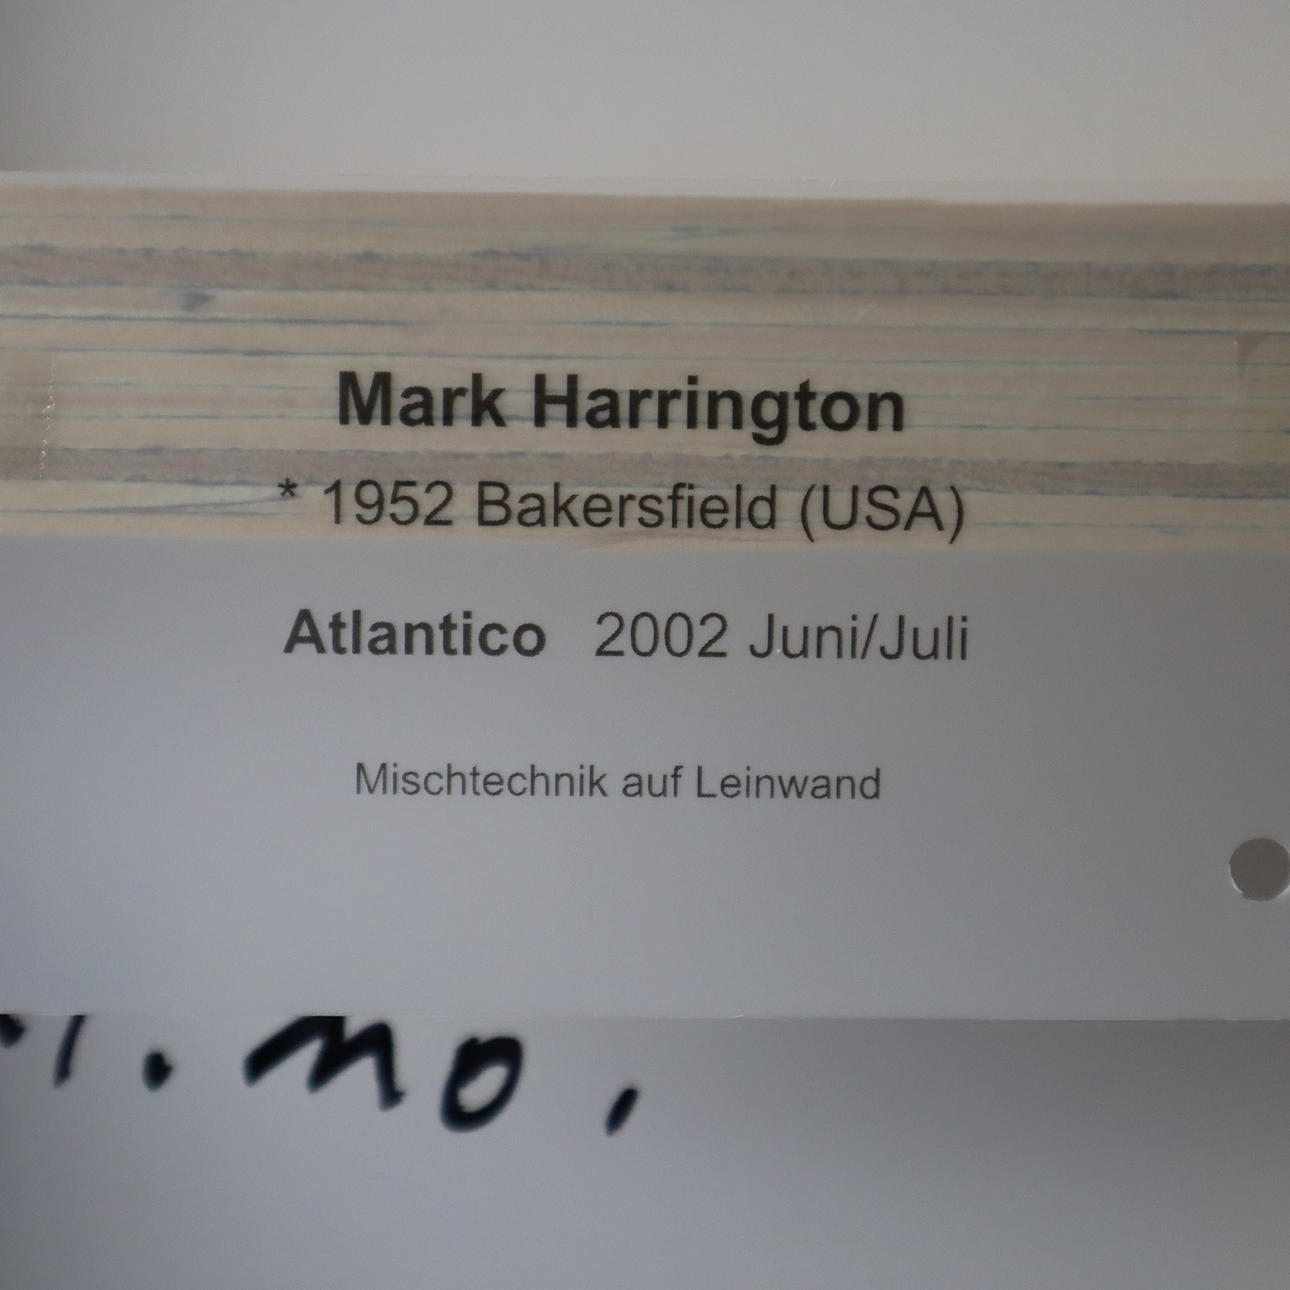 Mark Harrington
* 1952 Bakersfield (USA)
Atlantico 2002 Juni/Juli
Mischtechnik auf Leinwand